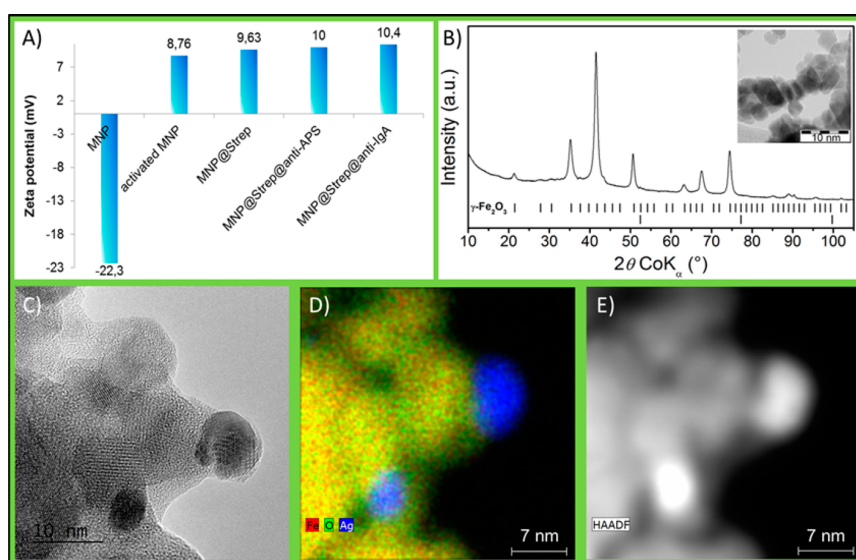 A)
Zeta potential (mV)
7
2
-3
-8
-13
-18
-23
8,76
9,63
10
10,4
-22,3
MNP
activated MNP
MNP@Strep
MNP@Strep@anti-APS
MNP@Strep@anti-IgA
B)
Intensity (a.u.)
10 nm
γ-Fe₂O₃
10 20 30 40 50 60 70 80 90 100
2θ CoKα (°)
C)
10 nm
D)
Fe O Ag
7 nm
E)
HAADF
7 nm